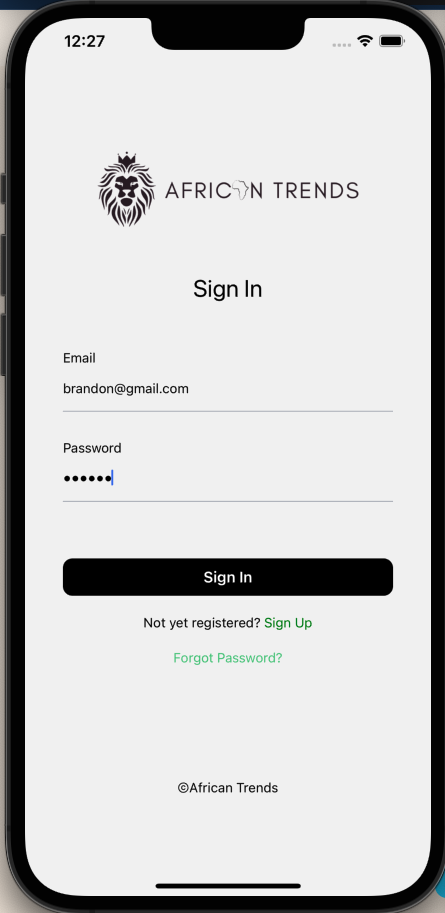 12:27
AFRICAN TRENDS
Sign In
Email
brandon@gmail.com
Password
••••••
Sign In
Not yet registered? Sign Up
Forgot Password?
©African Trends